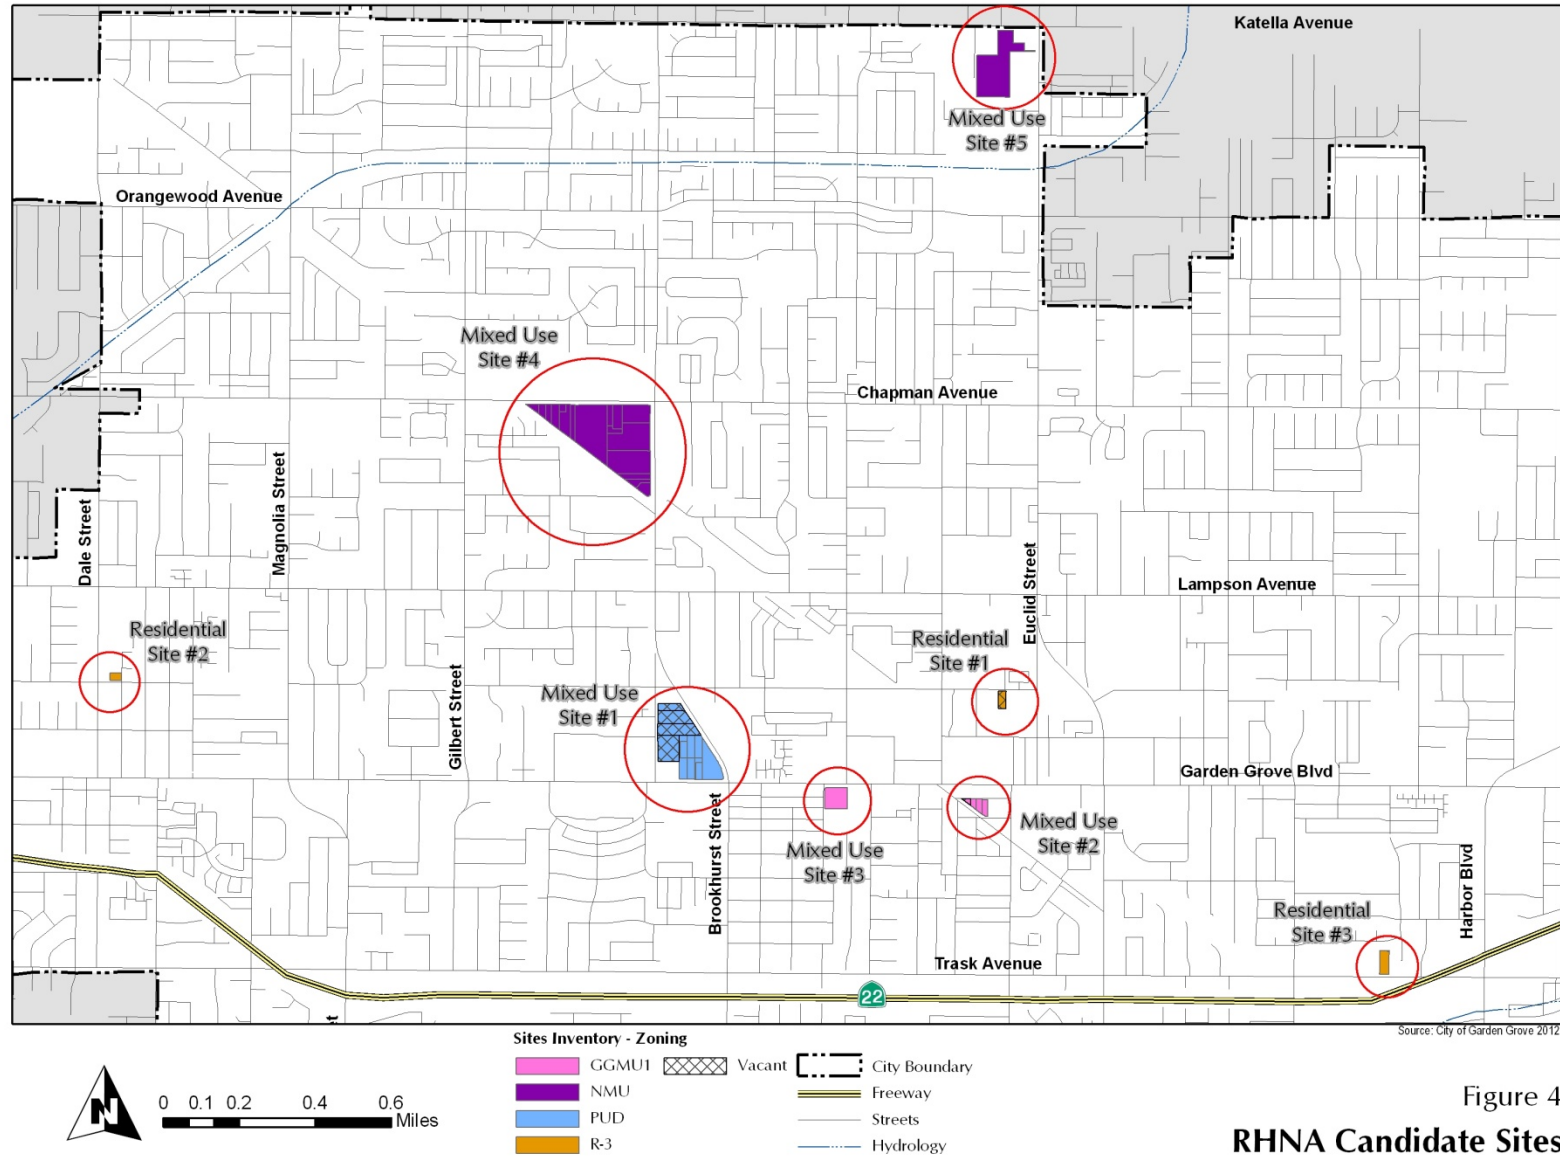 Katella Avenue
Mixed Use
Site #5
Orangewood Avenue
Mixed Use
Site #4
Chapman Avenue
Magnolia Street
Dale Street
Euclid Street
Lampson Avenue
Residential
Site #2
Residential
Site #1
Gilbert Street
Mixed Use
Site #1
Garden Grove Blvd
Brookhurst Street
Mixed Use
Site #3
Mixed Use
Site #2
Harbor Blvd
Residential
Site #3
Trask Avenue
22
et
Source: City of Garden Grove 2012
Sites Inventory - Zoning
GGMU1
Vacant
City Boundary
NMU
Freeway
PUD
Streets
R-3
Hydrology
N
0 0.1 0.2 0.4 0.6
Miles
Figure 4
RHNA Candidate Sites